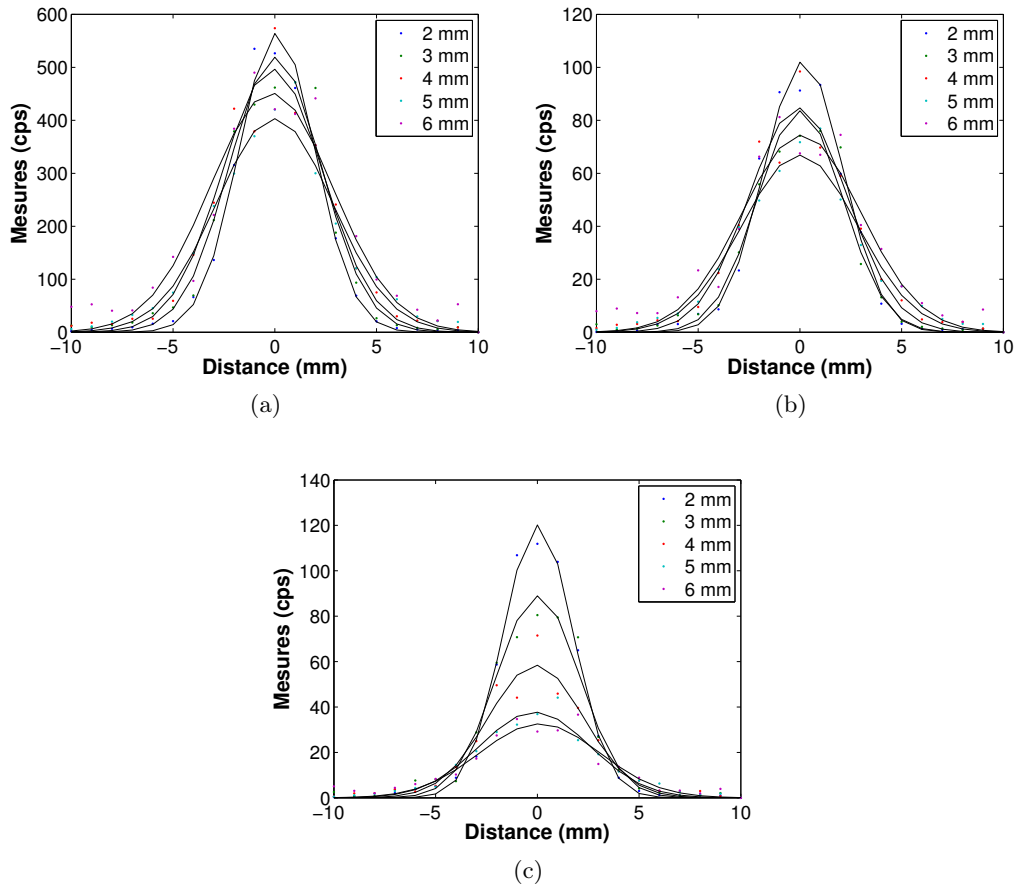 600
500
400
300
200
100
0
Mesures (cps)
−10
−5
0
5
10
Distance (mm)
2 mm
3 mm
4 mm
5 mm
6 mm
(a)
120
100
80
60
40
20
0
Mesures (cps)
−10
−5
0
5
10
Distance (mm)
2 mm
3 mm
4 mm
5 mm
6 mm
(b)
140
120
100
80
60
40
20
0
Mesures (cps)
−10
−5
0
5
10
Distance (mm)
2 mm
3 mm
4 mm
5 mm
6 mm
(c)